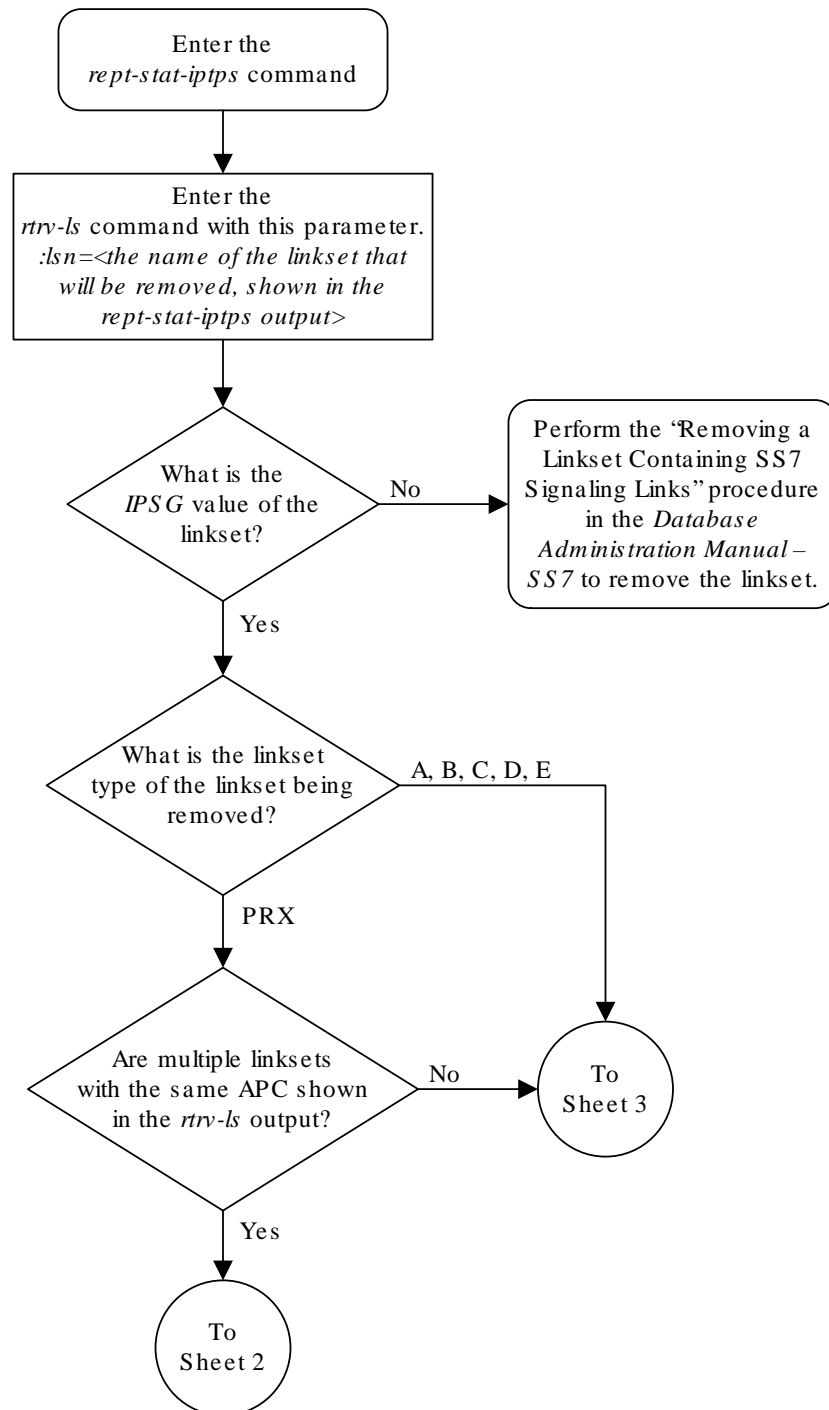 Enter the
rept-stat-iptps command
Enter the
rtrv-ls command with this parameter.
:lsn=<the name of the linkset that
will be removed, shown in the
rept-stat-iptps output>
What is the
IPSG value of the
linkset?
No
Perform the “Removing a
Linkset Containing SS7
Signaling Links” procedure
in the Database
Administration Manual –
SS7 to remove the linkset.
Yes
What is the linkset
type of the linkset being
removed?
A, B, C, D, E
PRX
Are multiple linksets
with the same APC shown
in the rtrv-ls output?
No
To
Sheet 3
Yes
To
Sheet 2